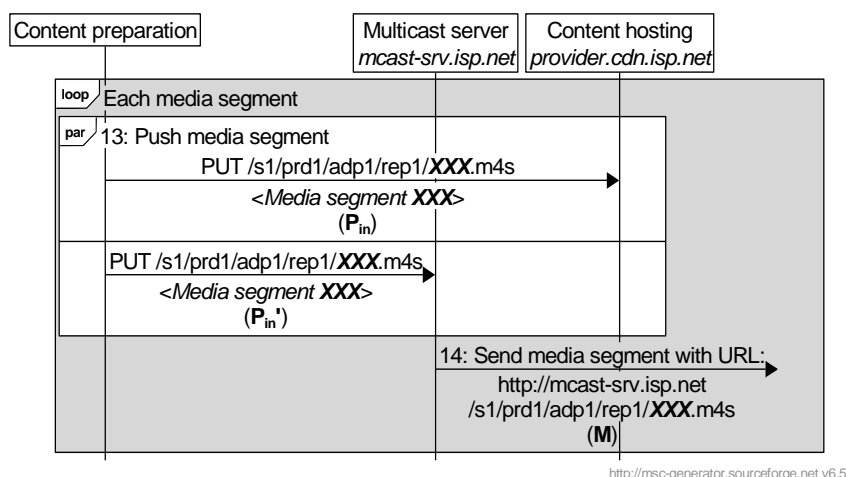 Content preparation
Multicast server
mcast-srv.isp.net
Content hosting
provider.cdn.isp.net
loop Each media segment
par 13: Push media segment
PUT /s1/prd1/adp1/rep1/XXX.m4s
<Media segment XXX>
(Pin)
PUT /s1/prd1/adp1/rep1/XXX.m4s
<Media segment XXX>
(Pin')
14: Send media segment with URL:
http://mcast-srv.isp.net
/s1/prd1/adp1/rep1/XXX.m4s
(M)
http://msc-generator.sourceforge.net v6.5